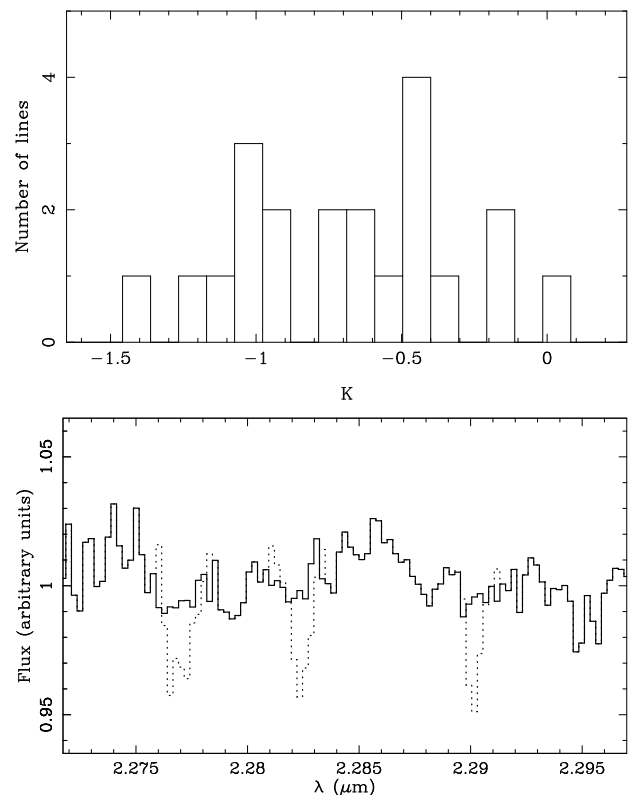 Number of lines
4
2
0
−1.5 −1 −0.5 0
K
Flux (arbitrary units)
1.05
1
0.95
2.275 2.28 2.285 2.29 2.295
λ (μm)